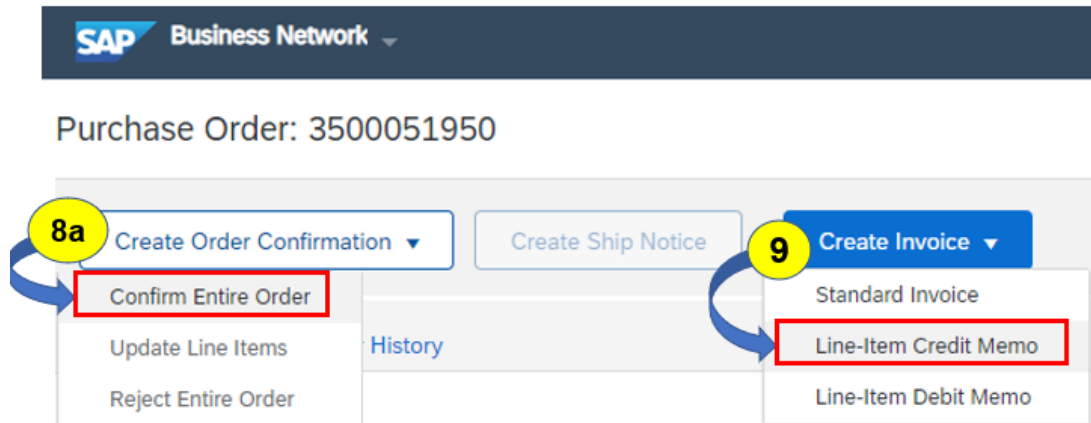 SAP Business Network
Purchase Order: 3500051950
8a
Create Order Confirmation
Create Ship Notice
9
Create Invoice
Confirm Entire Order
Update Line Items
Reject Entire Order
History
Standard Invoice
Line-Item Credit Memo
Line-Item Debit Memo